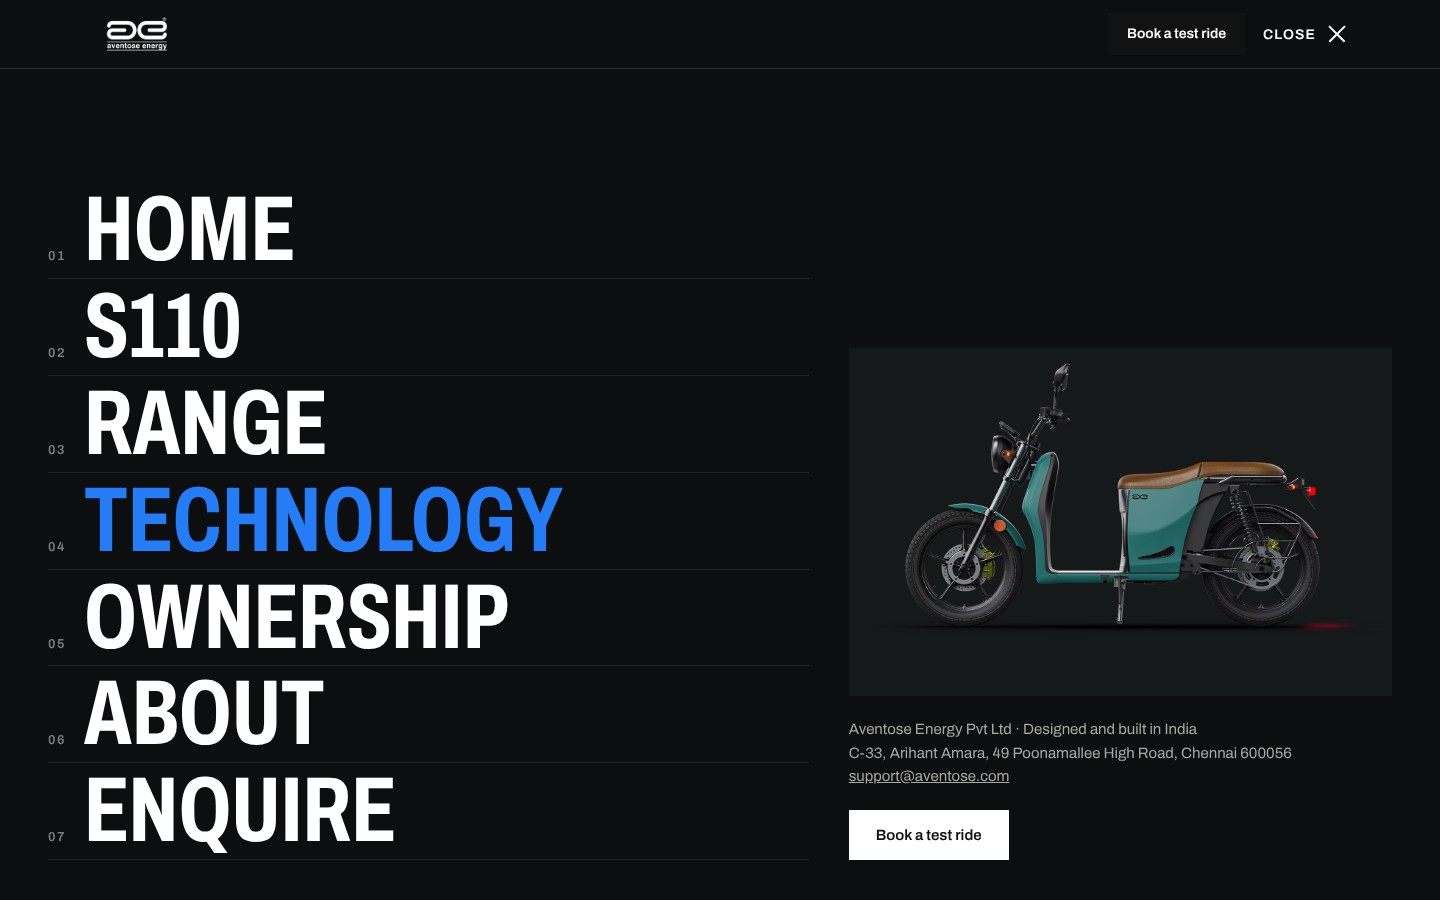 aventose energy
Book a test ride
CLOSE
01 HOME
02 S110
03 RANGE
04 TECHNOLOGY
05 OWNERSHIP
06 ABOUT
07 ENQUIRE
Aventose Energy Pvt Ltd · Designed and built in India
C-33, Arihant Amara, 49 Poonamallee High Road, Chennai 600056
support@aventose.com
Book a test ride